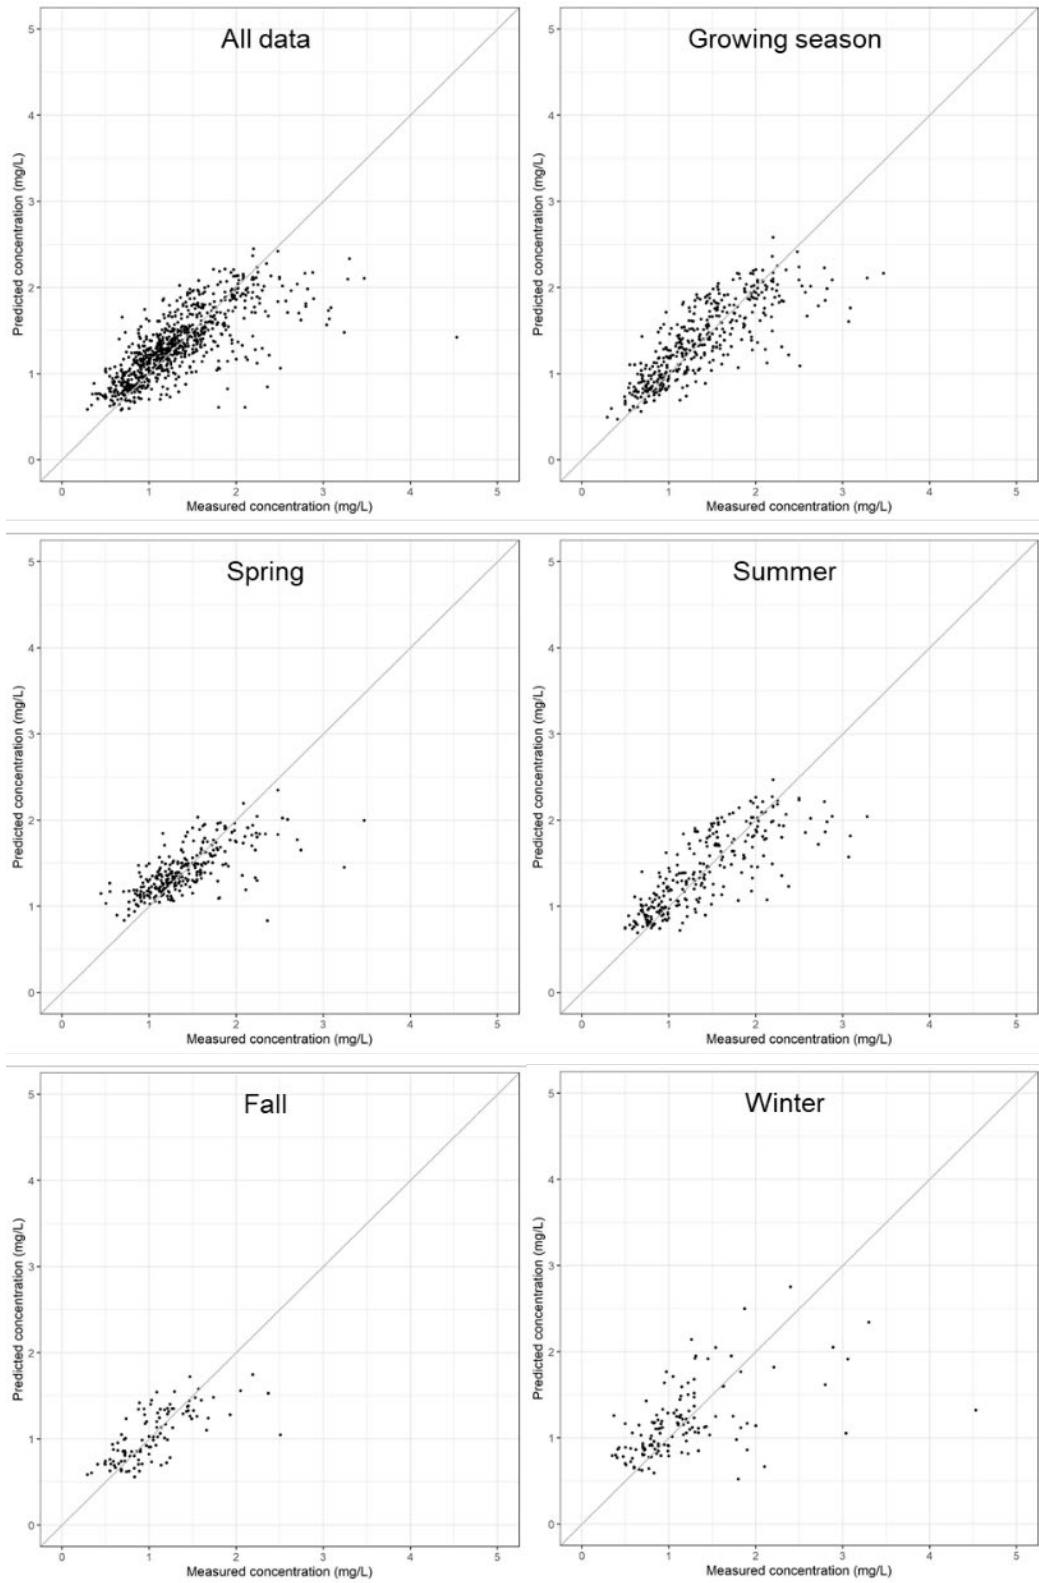 All data
5
4
3
2
1
0
Predicted concentration (mg/L)
0 1 2 3 4 5
Measured concentration (mg/L)
Growing season
5
4
3
2
1
0
Predicted concentration (mg/L)
0 1 2 3 4 5
Measured concentration (mg/L)
Spring
5
4
3
2
1
0
Predicted concentration (mg/L)
0 1 2 3 4 5
Measured concentration (mg/L)
Summer
5
4
3
2
1
0
Predicted concentration (mg/L)
0 1 2 3 4 5
Measured concentration (mg/L)
Fall
5
4
3
2
1
0
Predicted concentration (mg/L)
0 1 2 3 4 5
Measured concentration (mg/L)
Winter
5
4
3
2
1
0
Predicted concentration (mg/L)
0 1 2 3 4 5
Measured concentration (mg/L)